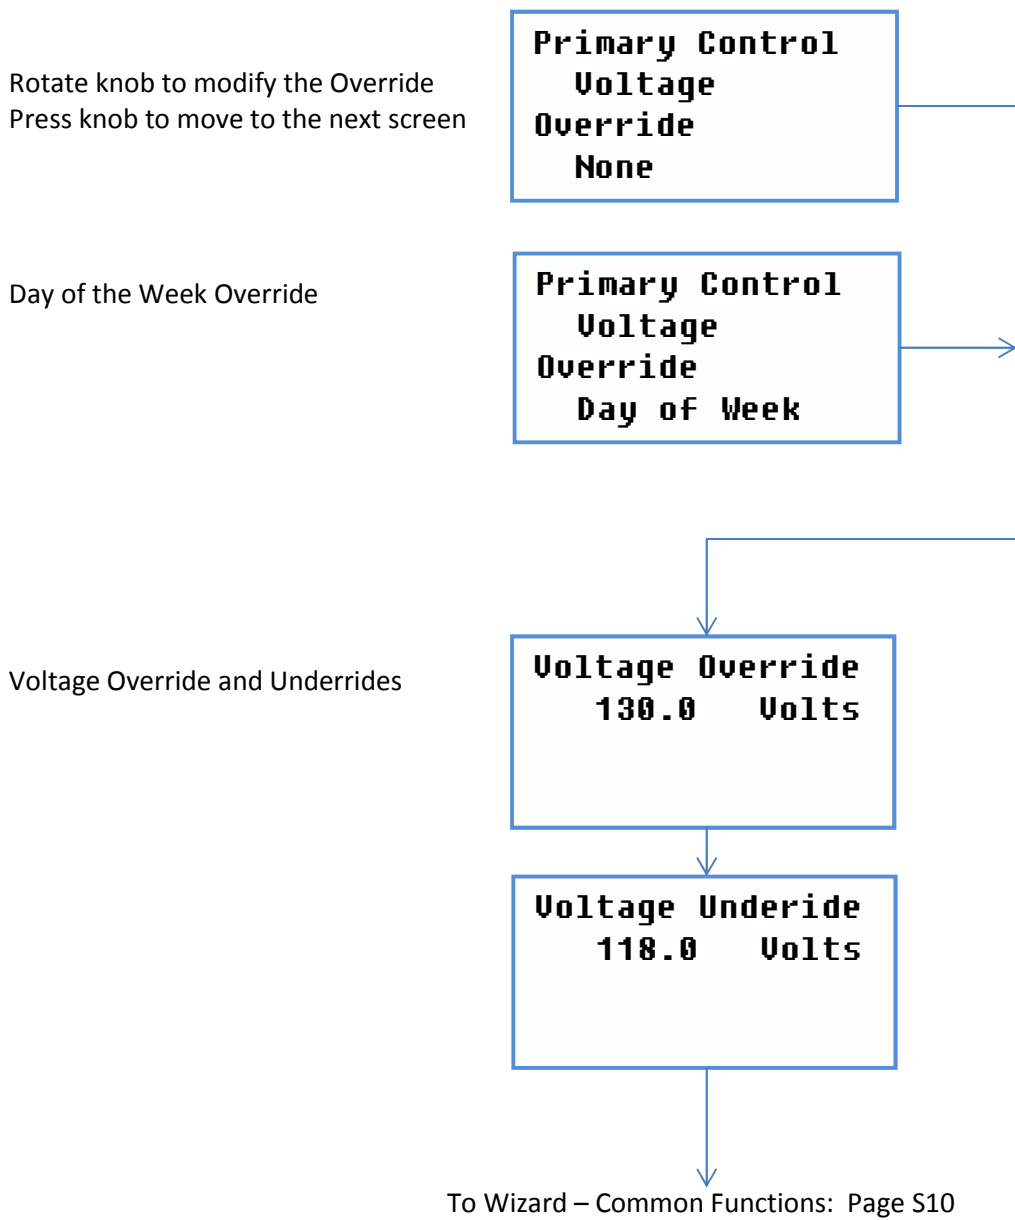 Primary Control
Voltage
Override
None
Rotate knob to modify the Override
Press knob to move to the next screen
Day of the Week Override
Primary Control
Voltage
Override
Day of Week
Voltage Override and Underrides
Voltage Override
130.0 Volts
Voltage Underide
118.0 Volts
To Wizard – Common Functions: Page S10